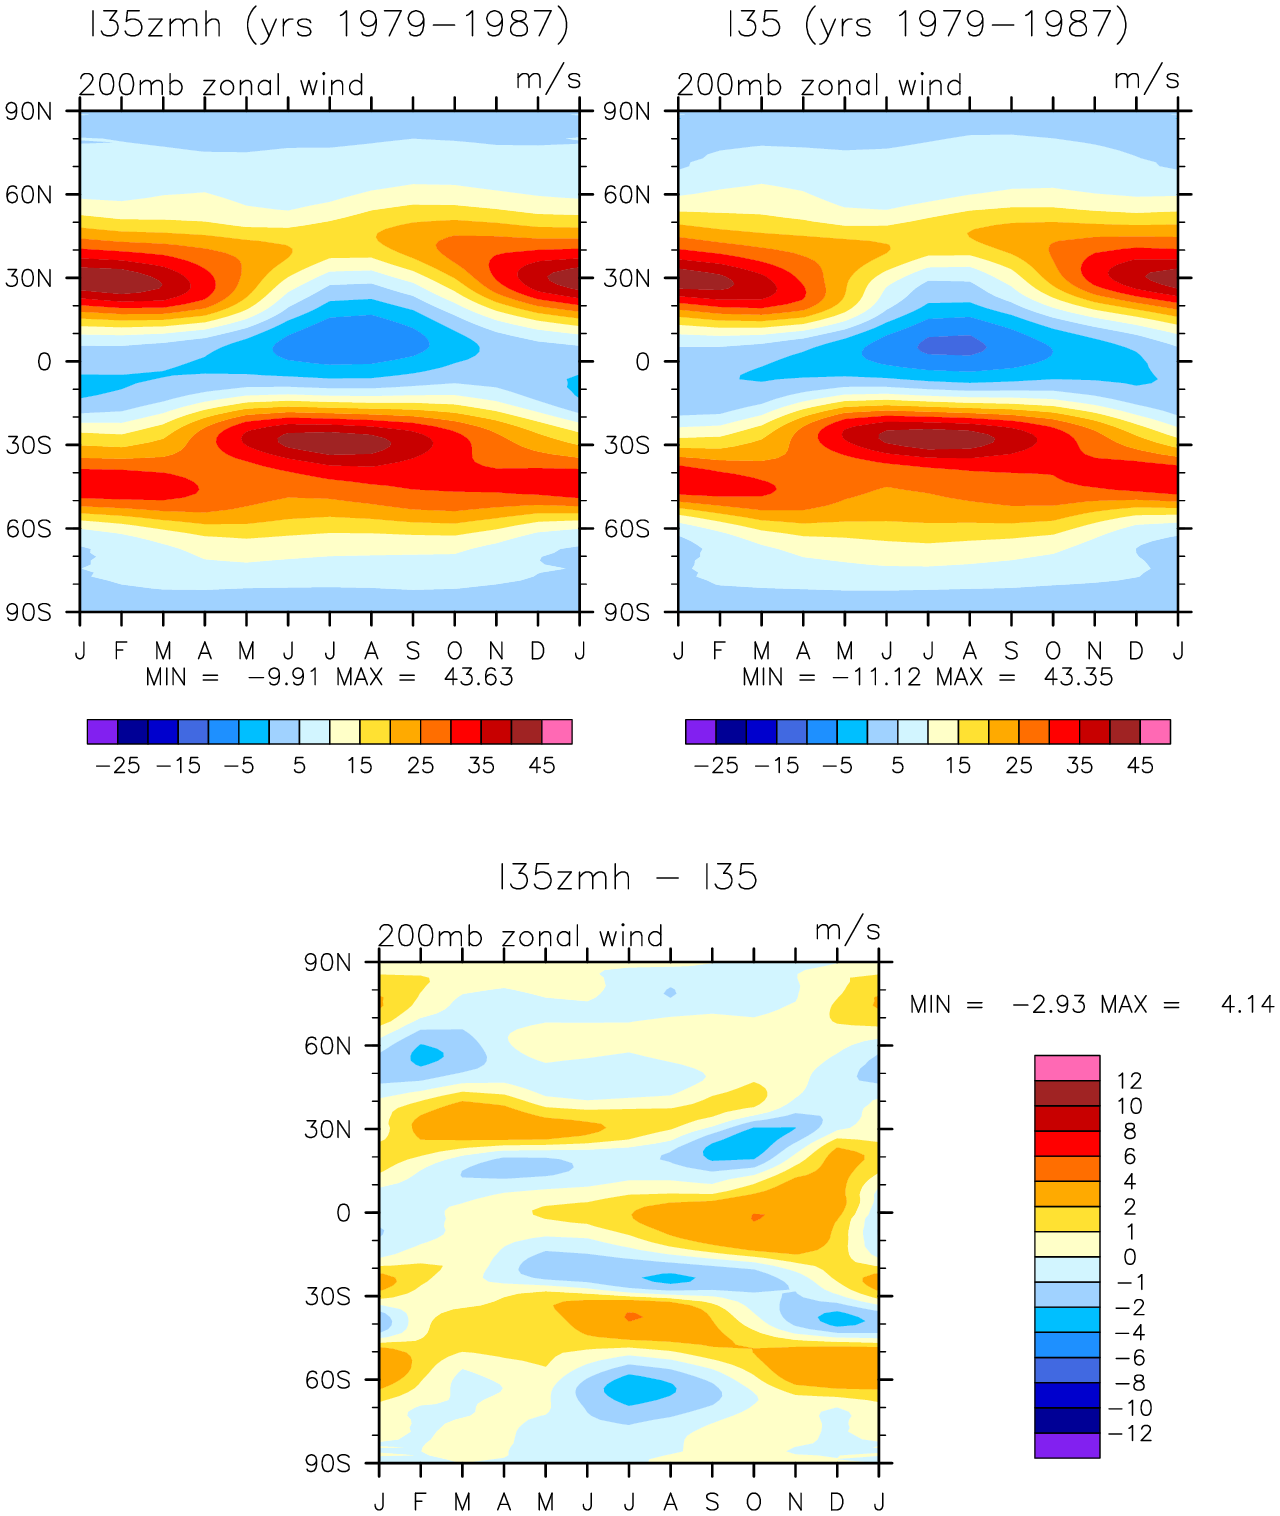 l35zmh (yrs 1979−1987)
200mb zonal wind m/s
90N
60N
30N
0
30S
60S
90S
J F M A M J J A S O N D J
MIN = −9.91 MAX = 43.63
−25 −15 −5 5 15 25 35 45
l35 (yrs 1979−1987)
200mb zonal wind m/s
90N
60N
30N
0
30S
60S
90S
J F M A M J J A S O N D J
MIN = −11.12 MAX = 43.35
−25 −15 −5 5 15 25 35 45
l35zmh − l35
200mb zonal wind m/s
90N
60N
30N
0
30S
60S
90S
J F M A M J J A S O N D J
MIN = −2.93 MAX = 4.14
12
10
8
6
4
2
1
0
−1
−2
−4
−6
−8
−10
−12